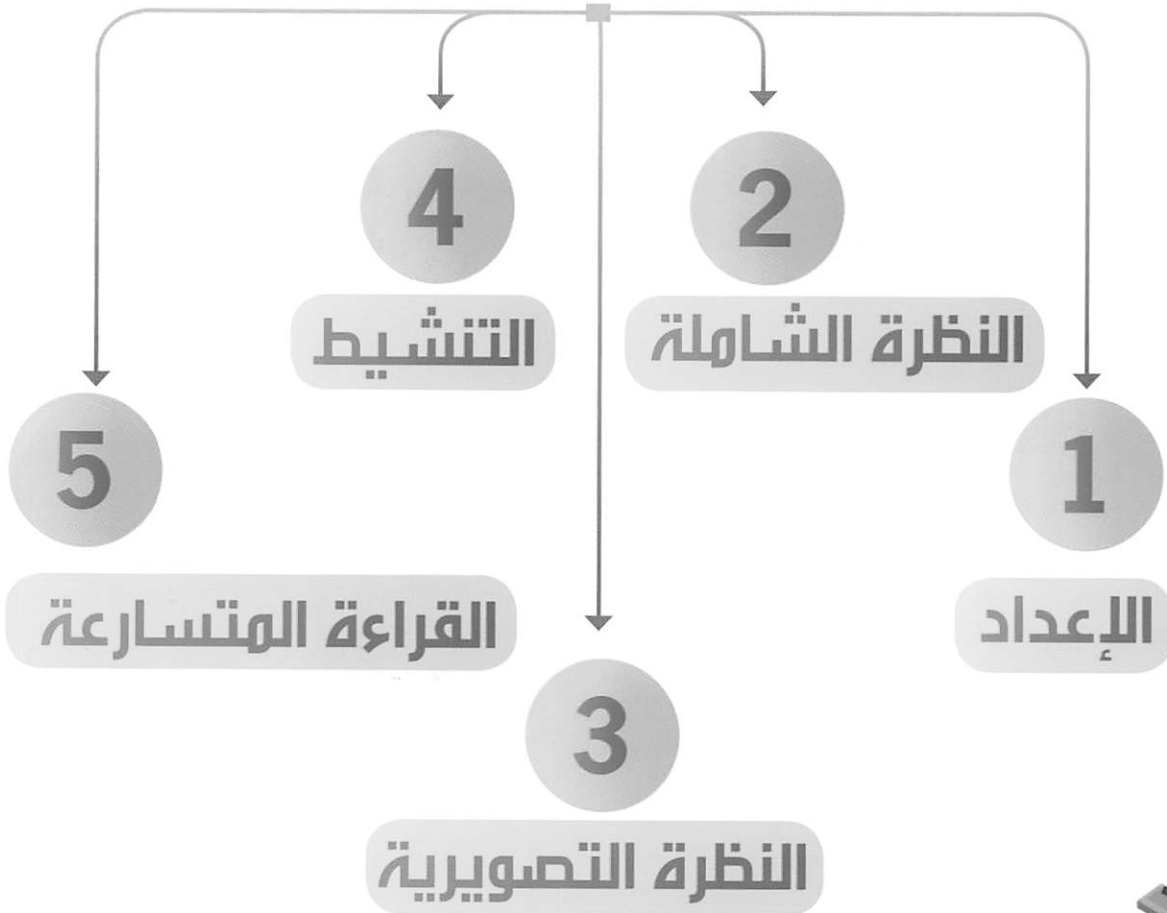 1
الإعداد
2
النظرة الشاملة
3
النظرة التصويرية
4
التنشيط
5
القراءة المتسارعة